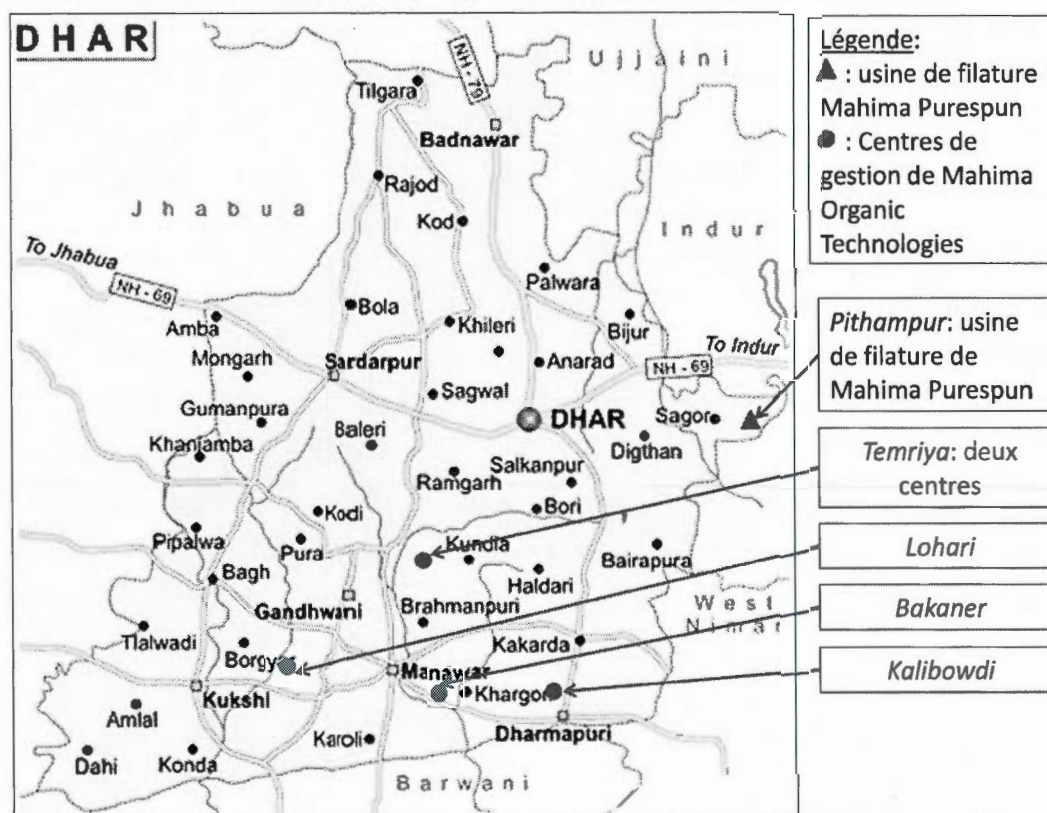 DHAR
NH - 79
Ujjaini
Tilgara
Badnawar
Rajod
Jhabua
Kod
Indur
To Jhabua
NH - 69
Palwara
Amba
Bola
Khileri
Bijur
Mongarh
Sardarpur
Anarad
To Indur
NH - 69
Sagwal
Gumanpura
DHAR
Sagor
Baleri
Digthan
Khanjamba
Salkanpur
Ramgarh
Kodi
Bori
Pipalwa
Pura
Kundia
Bairapura
Bagh
Haldari
Gandhwani
Brahmanpuri
West
Nimar
Tlalwadi
Kakarda
Manawar
Kukshi
Amlal
Dharmapuri
Karoli
Dahi
Konda
Barwani
Légende:
: usine de filature
Mahima Purespun
: Centres de
gestion de Mahima
Organic
Technologies
Pithampur: usine
de filature de
Mahima Purespun
Temriya: deux
centres
Lohari
Bakaner
Kalibowdi